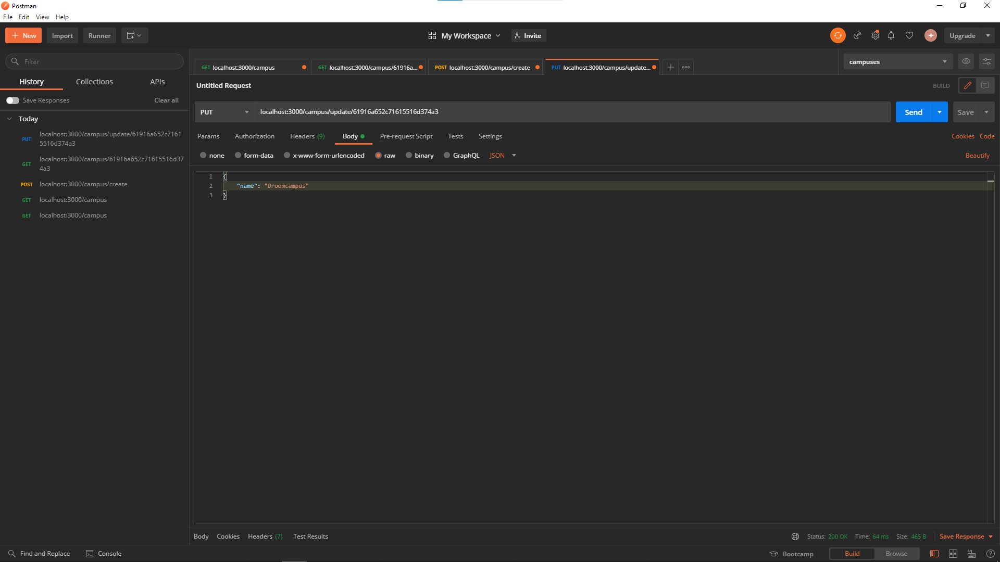 Postman
File Edit View Help
New Import Runner My Workspace Invite Upgrade
Filter
GET localhost:3000/campus GET localhost:3000/campus/61916a... POST localhost:3000/campus/create PUT localhost:3000/campus/update... campuses
History Collections APIs
Save Responses Clear all
Today
PUT localhost:3000/campus/update/61916a652c7161
5516d374a3
GET localhost:3000/campus/61916a652c71615516d37
4a3
POST localhost:3000/campus/create
GET localhost:3000/campus
GET localhost:3000/campus
Untitled Request BUILD
PUT localhost:3000/campus/update/61916a652c71615516d374a3 Send Save
Params Authorization Headers (9) Body Pre-request Script Tests Settings Cookies Code
none form-data x-www-form-urlencoded raw binary GraphQL JSON Beautify
1 {
2 "name": "Droomcampus"
3 }
Body Cookies Headers (7) Test Results Status: 200 OK Time: 64 ms Size: 465 B Save Response
Find and Replace Console Bootcamp Build Browse